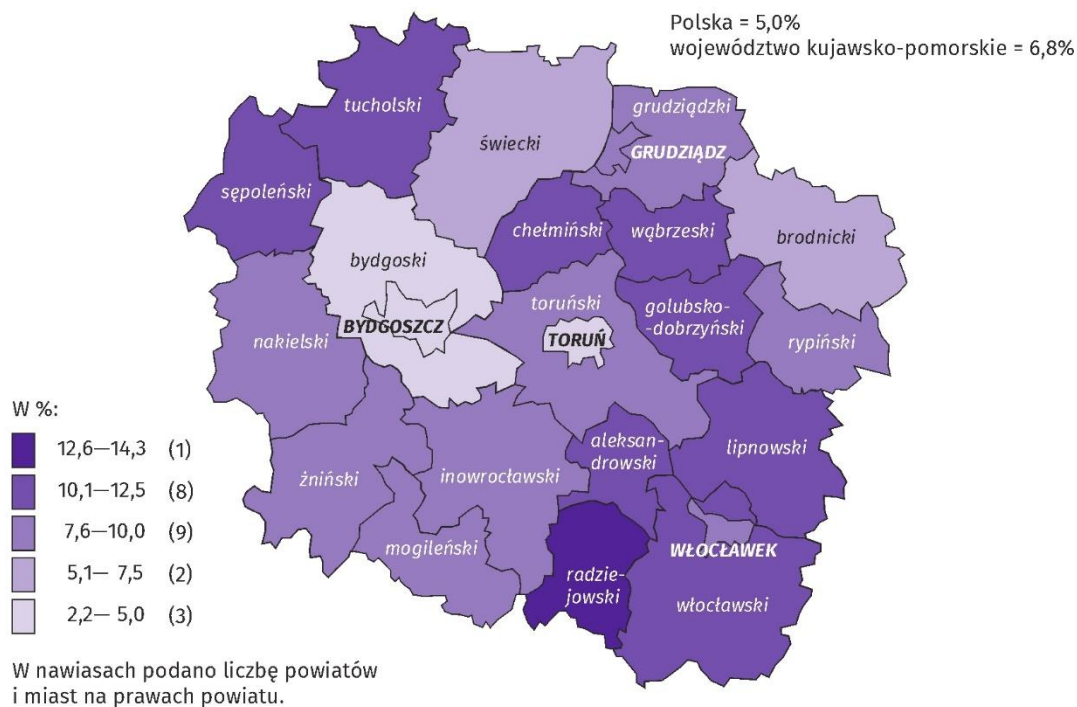 Polska = 5,0%
województwo kujawsko-pomorskie = 6,8%
tucholski
grudziądzki
świecki
GRUDZIĄDZ
sępoleński
chełmiński
wąbrzeski
brodnicki
bydgoski
toruński
golubsko-
-dobrzyński
BYDGOSZCZ
TORUŃ
nakielski
rypiński
W %:
12,6—14,3 (1)
10,1—12,5 (8)
7,6—10,0 (9)
5,1— 7,5 (2)
2,2— 5,0 (3)
aleksan-
drowski
lipnowski
żniński
inowrocławski
mogileński
WŁOCŁAWEK
radzie-
jowski
włocławski
W nawiasach podano liczbę powiatów
i miast na prawach powiatu.